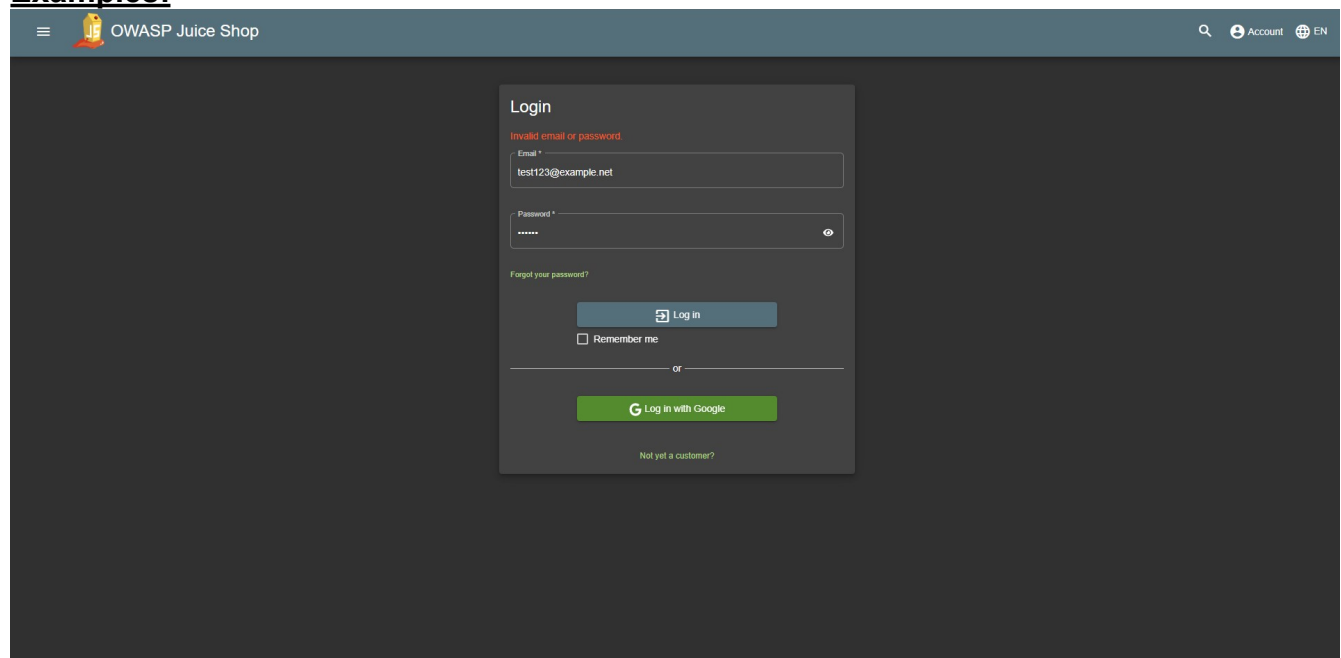 Examples:
OWASP Juice Shop
Account
EN
Login
Invalid email or password.
Email *
test123@example.net
Password *
••••••
Forgot your password?
Log in
Remember me
or
G Log in with Google
Not yet a customer?